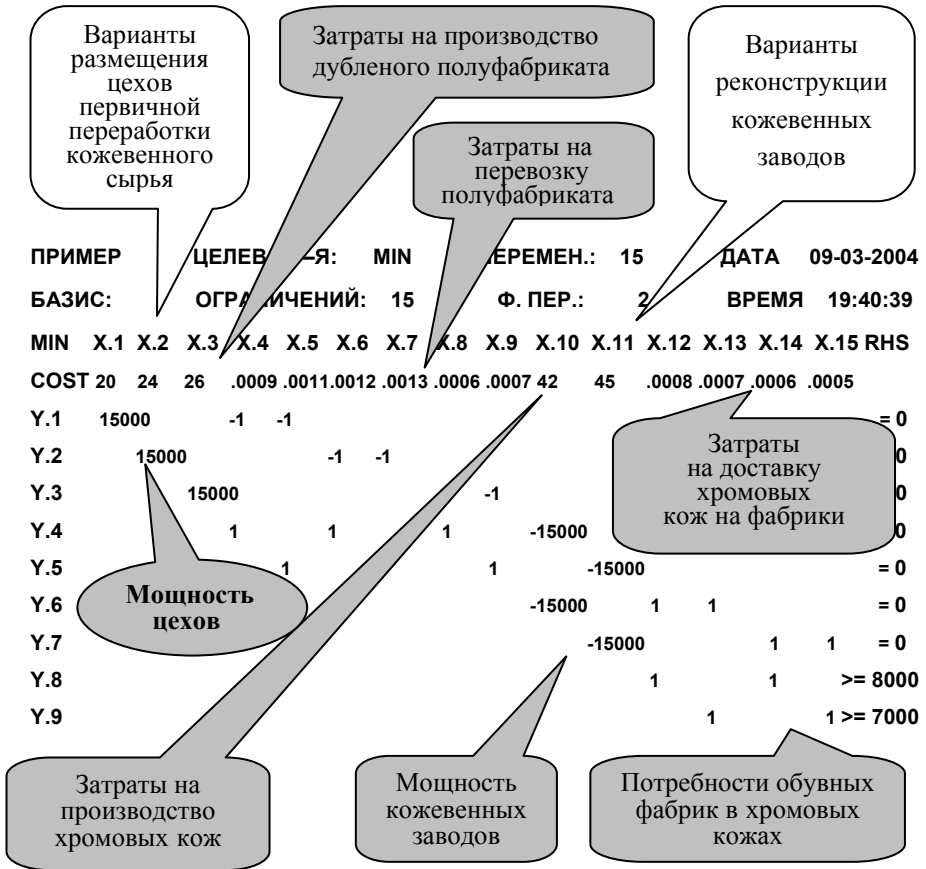 Варианты
размещения
цехов
первичной
переработки
кожевенного
сырья
Затраты на производство
дубленого полуфабриката
Затраты на
перевозку
полуфабриката
Варианты
реконструкции
кожевенных
заводов
ПРИМЕР ЦЕЛЕВ –Я: MIN ЕРЕМЕН.: 15 ДАТА 09-03-2004
БАЗИС: ОГРАНИЧЕНИЙ: 15 Ф. ПЕР.: 2 ВРЕМЯ 19:40:39
MIN X.1 X.2 X.3 X.4 X.5 X.6 X.7 X.8 X.9 X.10 X.11 X.12 X.13 X.14 X.15 RHS
COST 20 24 26 .0009 .0011 .0012 .0013 .0006 .0007 42 45 .0008 .0007 .0006 .0005
Y.1 15000 -1 -1 = 0
Y.2 15000 -1 -1 0
Y.3 15000 -1 0
Y.4 1 1 1 -15000 0
Y.5 1 1 -15000 = 0
Y.6 -15000 1 1 = 0
Y.7 -15000 1 1 = 0
Y.8 1 1 >= 8000
Y.9 1 1 >= 7000
Затраты
на доставку
хромовых
кож на фабрики
Мощность
цехов
Затраты на
производство
хромовых кож
Мощность
кожевенных
заводов
Потребности обувных
фабрик в хромовых
кожах